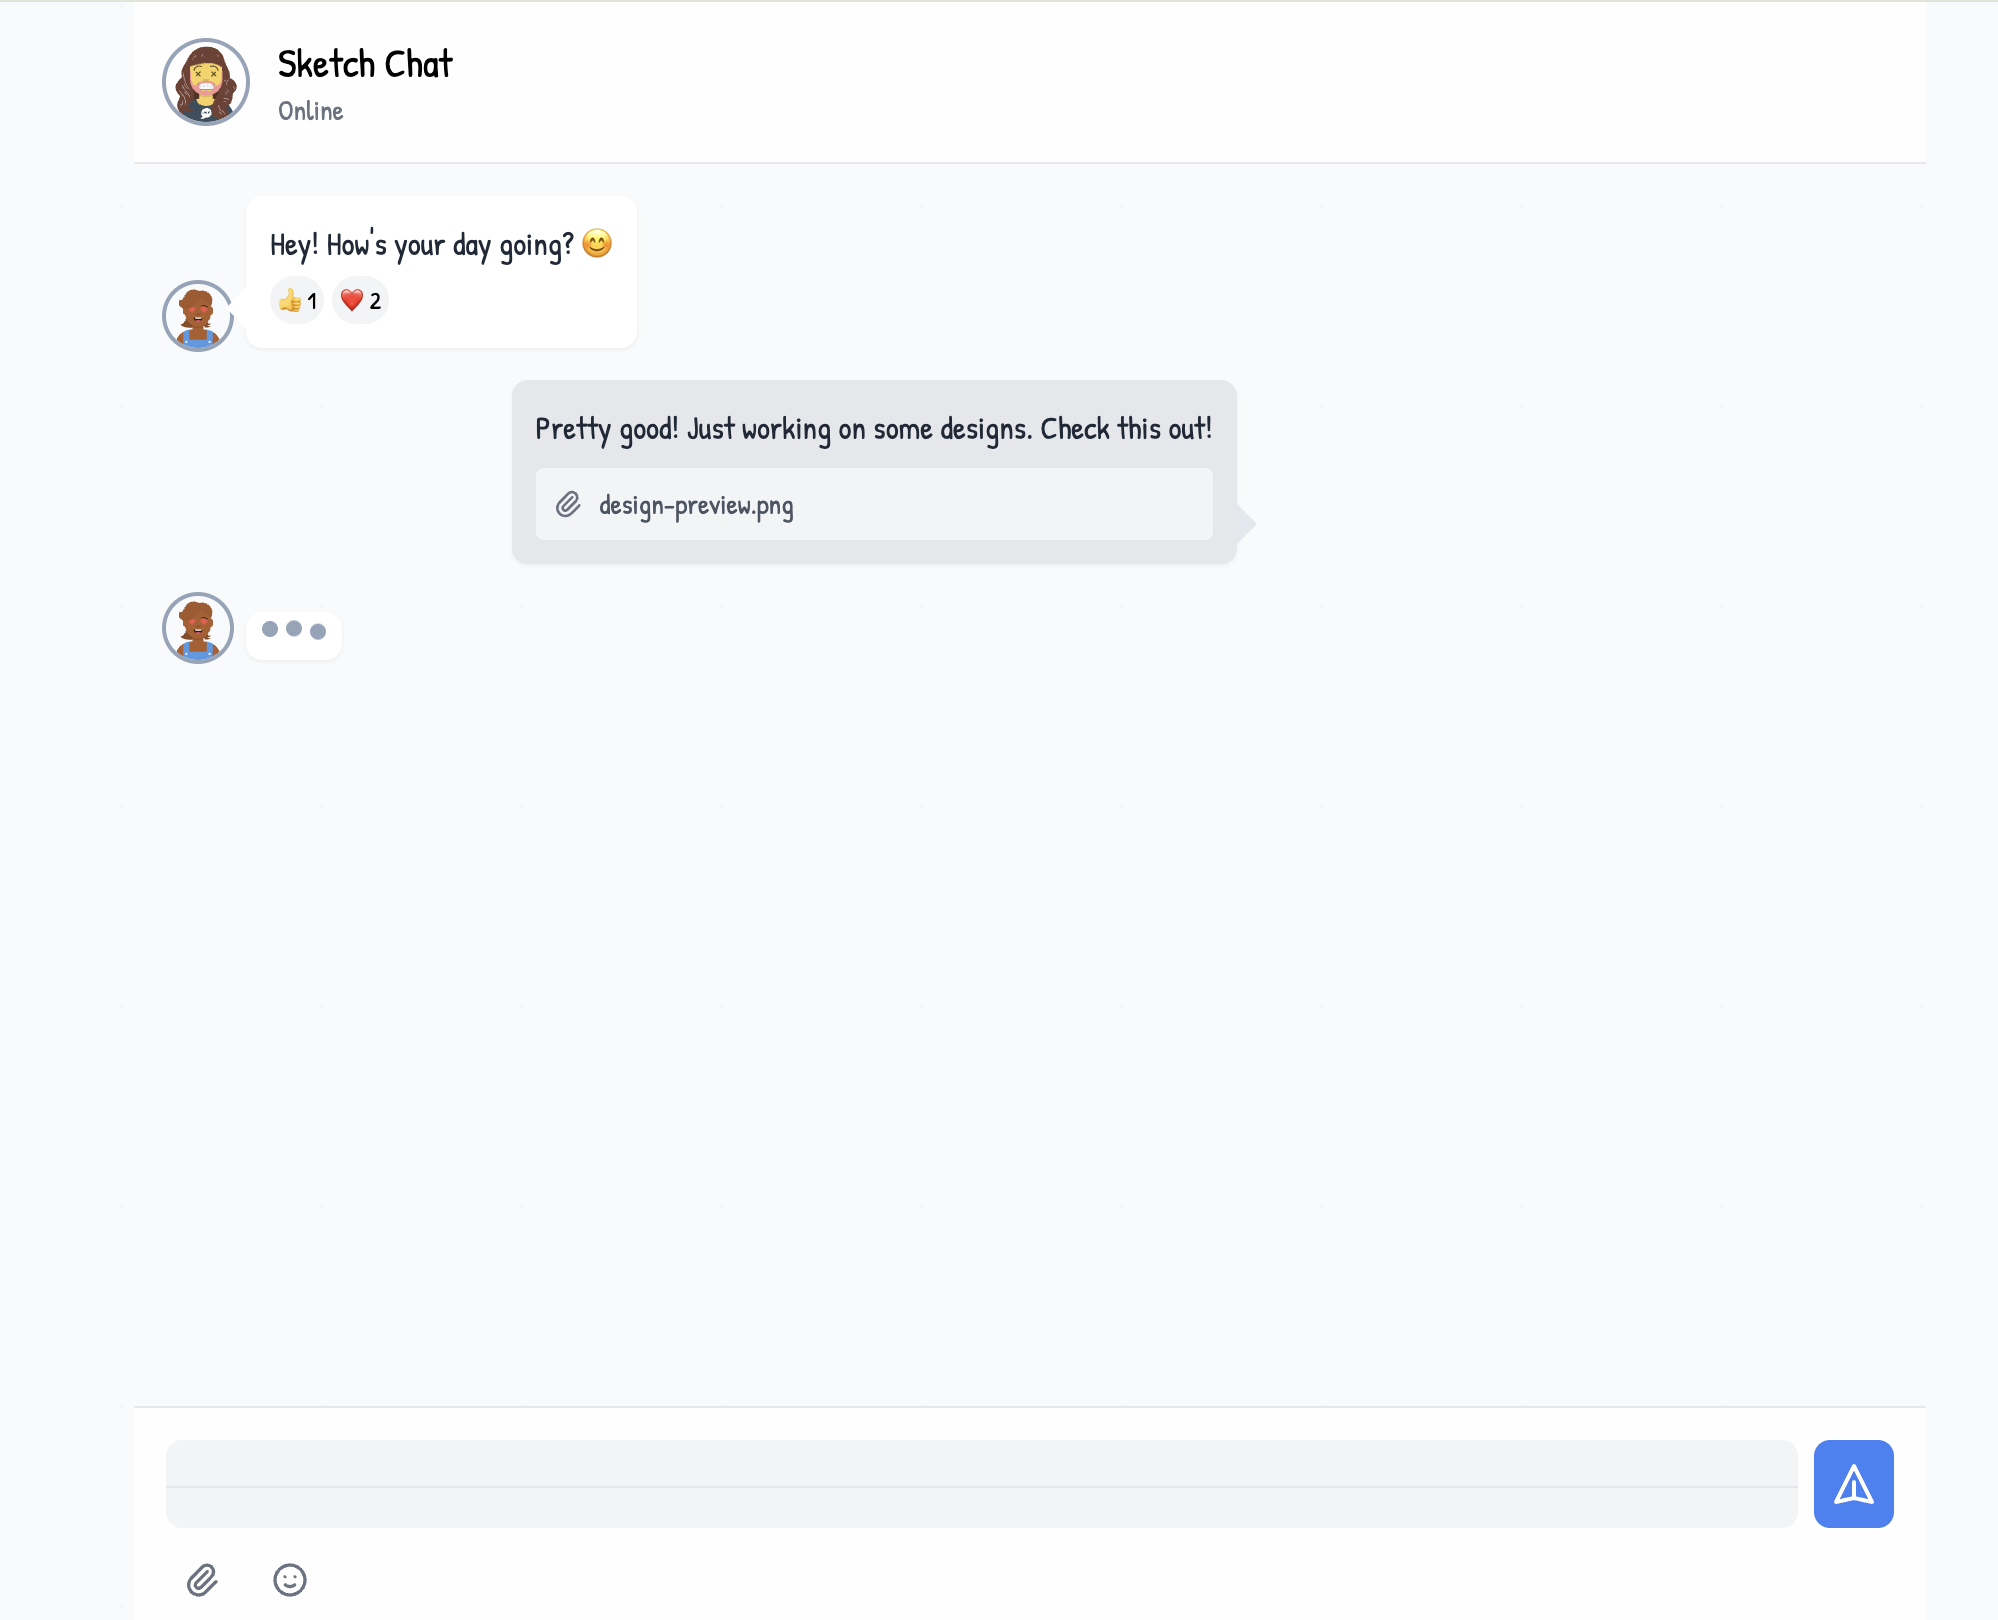 Sketch Chat
Online
Hey! How's your day going? 😊
👍 1 ❤️ 2
Pretty good! Just working on some designs. Check this out!
design-preview.png